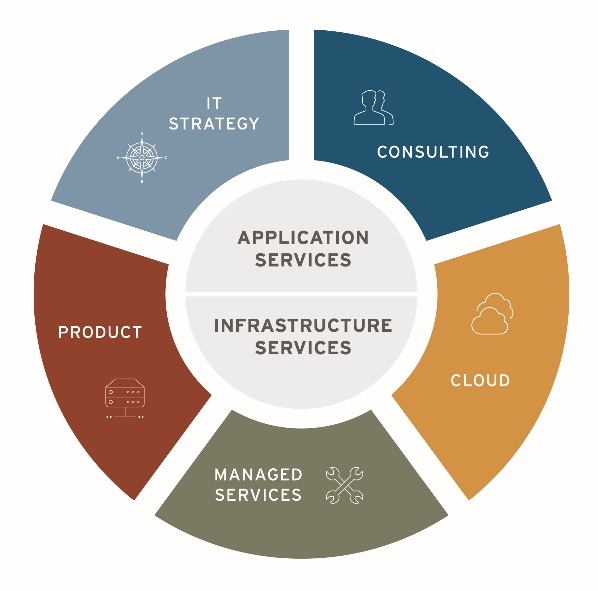 IT
STRATEGY
CONSULTING
APPLICATION
SERVICES
INFRASTRUCTURE
SERVICES
PRODUCT
CLOUD
MANAGED
SERVICES